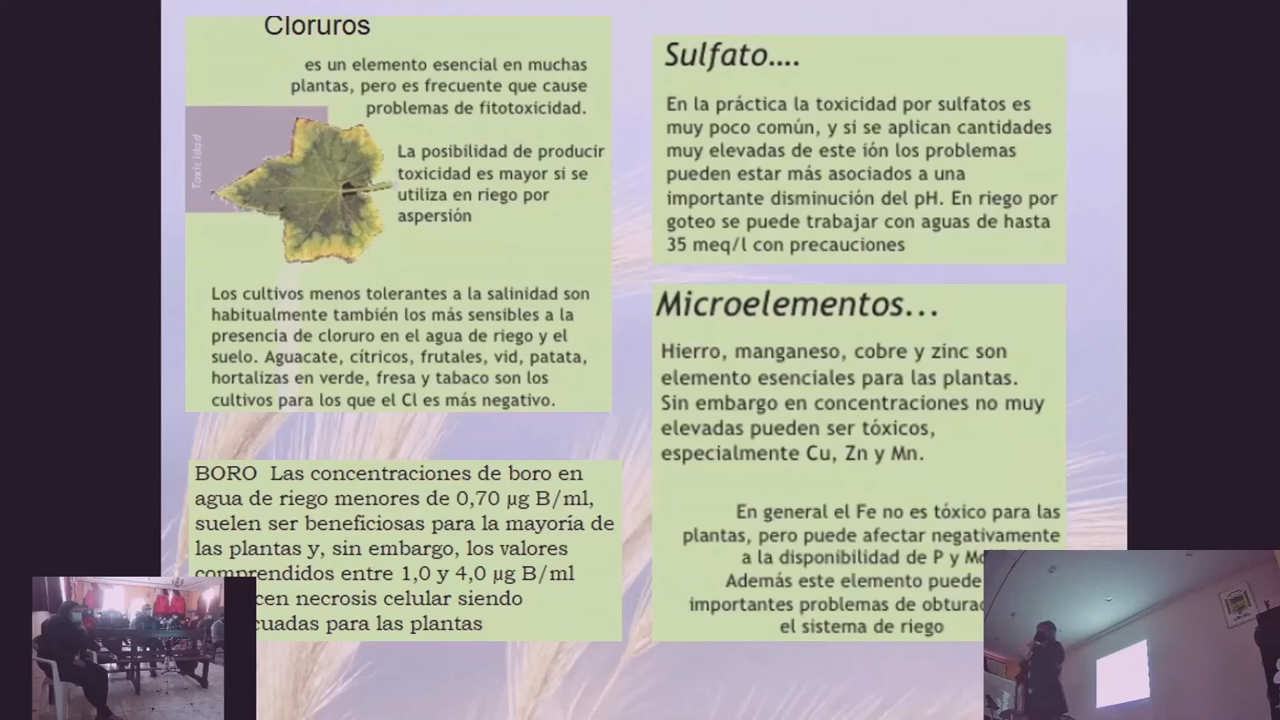 Cloruros
es un elemento esencial en muchas
plantas, pero es frecuente que cause
problemas de fitotoxicidad.
Toxicidad
La posibilidad de producir
toxicidad es mayor si se
utiliza en riego por
aspersión
Los cultivos menos tolerantes a la salinidad son
habitualmente también los más sensibles a la
presencia de cloruro en el agua de riego y el
suelo. Aguacate, cítricos, frutales, vid, patata,
hortalizas en verde, fresa y tabaco son los
cultivos para los que el Cl es más negativo.
BORO Las concentraciones de boro en
agua de riego menores de 0,70 µg B/ml,
suelen ser beneficiosas para la mayoría de
las plantas y, sin embargo, los valores
comprendidos entre 1,0 y 4,0 µg B/ml
cen necrosis celular siendo
cuadas para las plantas
Sulfato....
En la práctica la toxicidad por sulfatos es
muy poco común, y si se aplican cantidades
muy elevadas de este ión los problemas
pueden estar más asociados a una
importante disminución del pH. En riego por
goteo se puede trabajar con aguas de hasta
35 meq/l con precauciones
Microelementos...
Hierro, manganeso, cobre y zinc son
elemento esenciales para las plantas.
Sin embargo en concentraciones no muy
elevadas pueden ser tóxicos,
especialmente Cu, Zn y Mn.
En general el Fe no es tóxico para las
plantas, pero puede afectar negativamente
a la disponibilidad de P y
Además este elemento puede
importantes problemas de
el sistema de riego